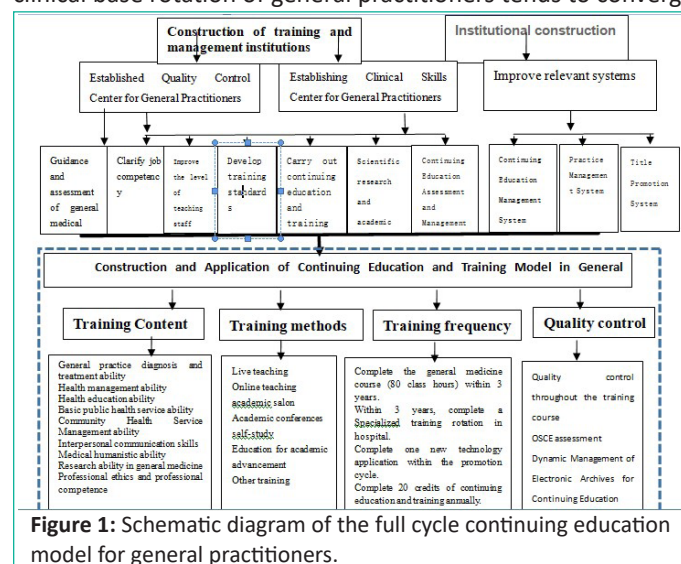 clinical base rotation of general practitioners tends to converg
Construction of training and
management institutions
Institutional construction
Established Quality Control
Center for General Practitioners
Establishing Clinical Skills
Center for General Practitioners
Improve relevant systems
Guidance
and
assessment
of general
medical
Clarify job
competenc
y
Improve
the level
of
teaching
staff
Develop
training
standard
s
Carry out
continuing
education
and
training
Scientific
research
and
academic
Continuing
Education
Assessment
and
Management
Continuing
Education
Management
System
Practice
Managemen
t System
Title
Promotion
System
Construction and Application of Continuing Education and Training Model in General
Training Content
Training methods
Training frequency
Quality control
General practice diagnosis and
treatment ability
Health management ability
Health education ability
Basic public health service ability
Community Health Service
Management ability
Interpersonal communication skills
Medical humanistic ability
Research ability in general medicine
Professional ethics and professional
competence
Live teaching
Online teaching
academic salon
Academic conferences
self-study
Education for academic
advancement
Other training
Complete the general medicine
course (80 class hours) within 3
years.
Within 3 years, complete a
Specialized training rotation in
hospital.
Complete one new technology
application within the promotion
cycle.
Complete 20 credits of continuing
education and training annually.
Quality control
throughout the training
course
OSCE assessment
Dynamic Management of
Electronic Archives for
Continuing Education
Figure 1: Schematic diagram of the full cycle continuing education
model for general practitioners.